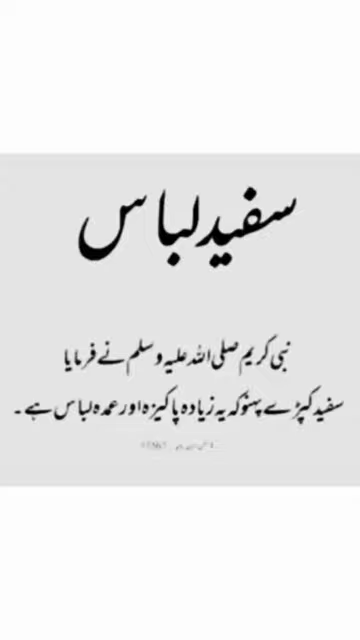 سفید لباس
نبی کریم صلی اللہ علیہ وسلم نے فرمایا
سفید کپڑے پہنو کہ یہ زیادہ پاکیزہ اور عمدہ لباس ہے ۔